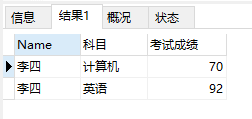 信息 结果1 概况 状态
Name 科目 考试成绩
李四 计算机 70
李四 英语 92